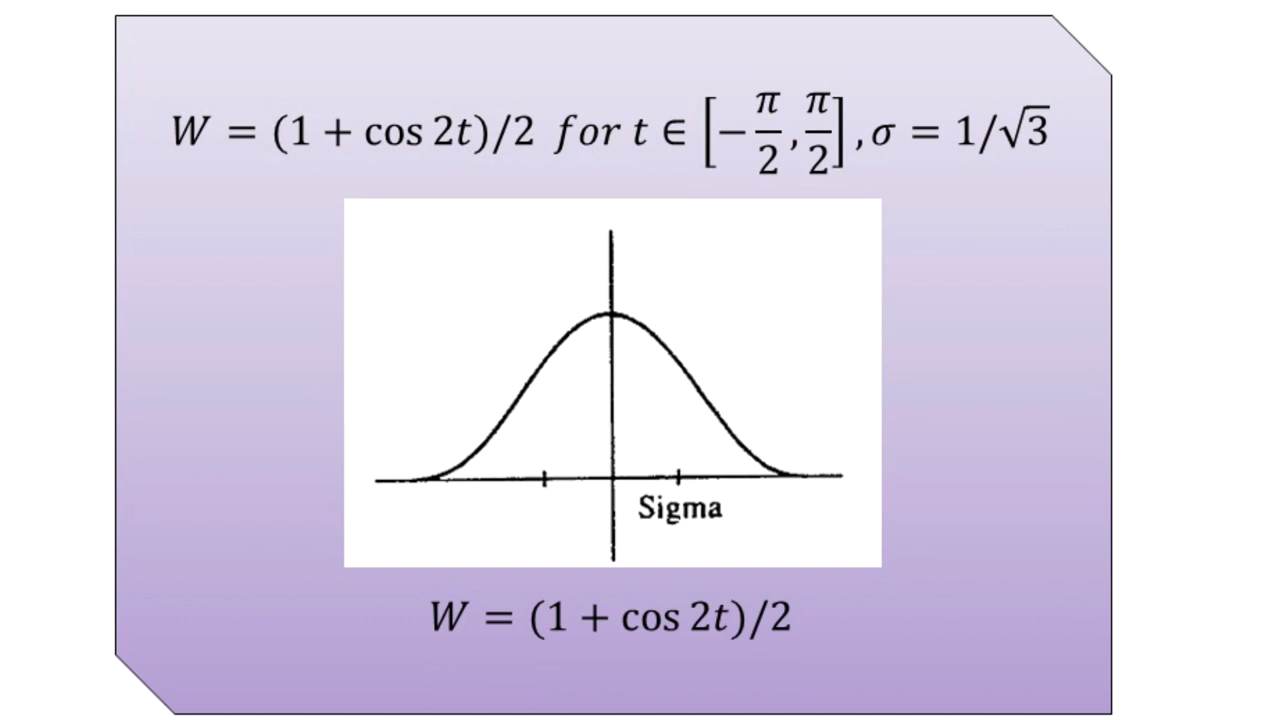 W = (1 + cos 2t)/2 for t ∈ [−π/2, π/2], σ = 1/√3
Sigma
W = (1 + cos 2t)/2